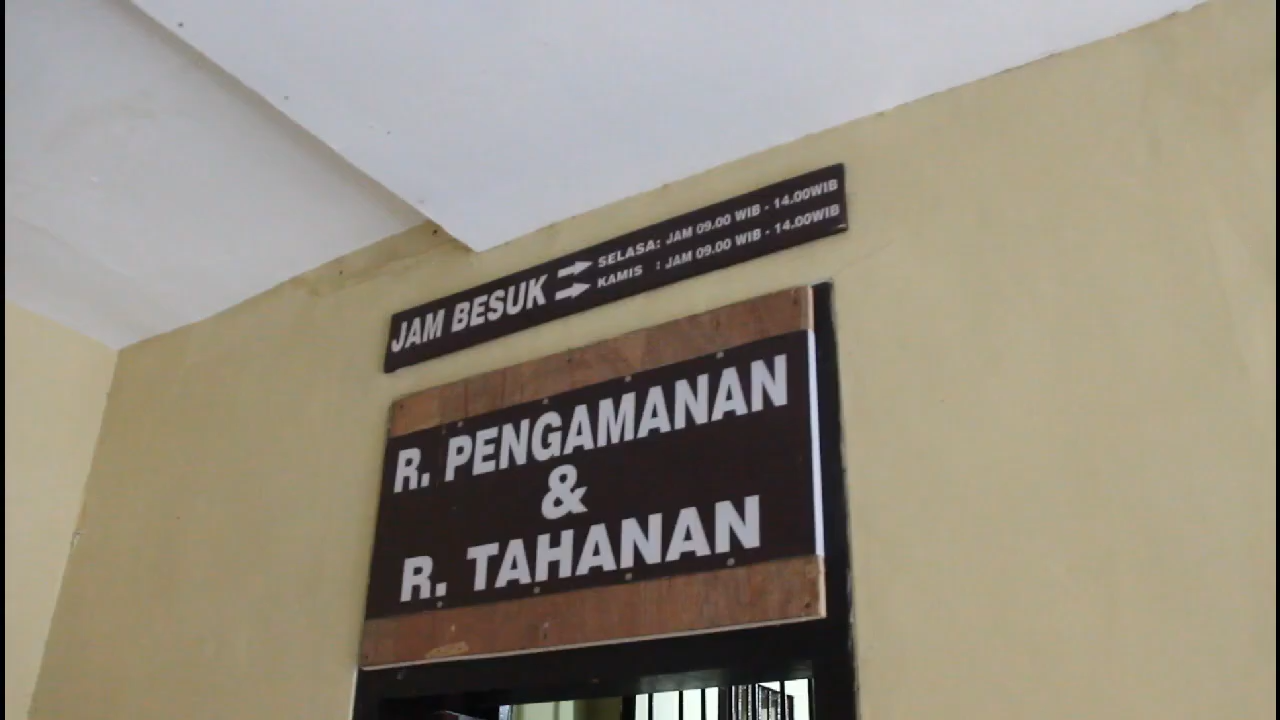 JAM BESUK
SELASA: JAM 09.00 WIB - 14.00WIB
KAMIS : JAM 09.00 WIB - 14.00WIB
R. PENGAMANAN
&
R. TAHANAN